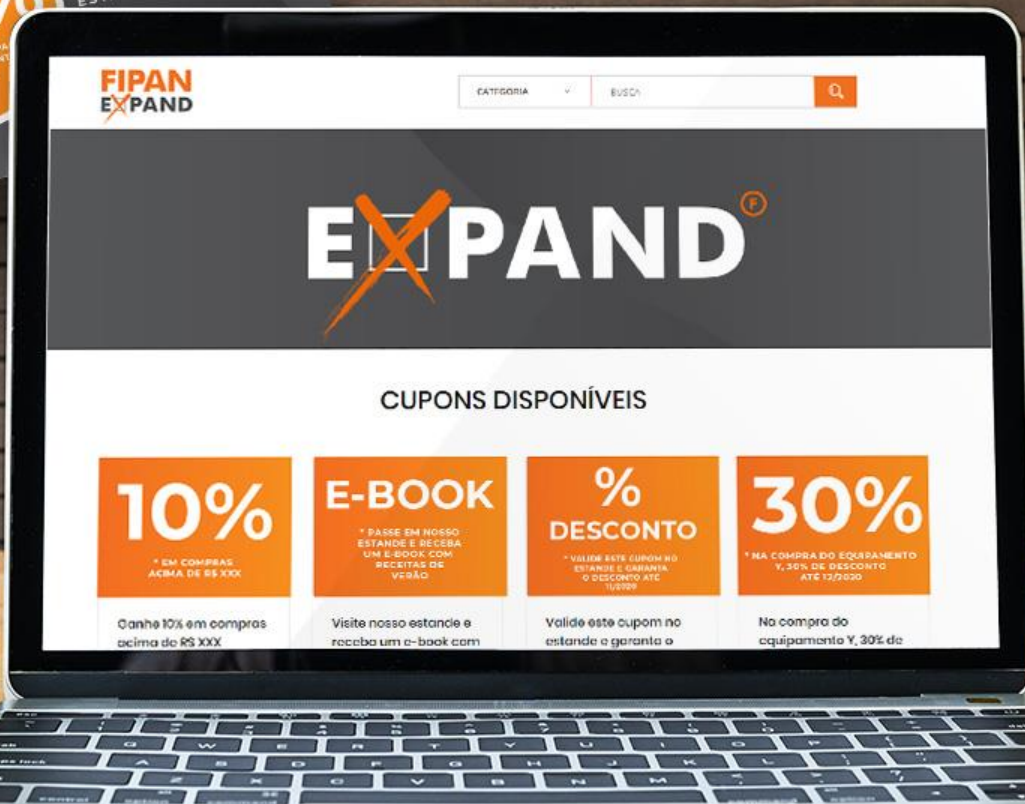 FIPAN
EXPAND
CATEGORIA
BUSCA
EXPAND
F
CUPONS DISPONÍVEIS
10%
* EM COMPRAS
ACIMA DE R$ XXX
E-BOOK
* PASSE EM NOSSO
ESTANDE E RECEBA
UM E-BOOK COM
RECEITAS DE
VERÃO
%
DESCONTO
* VALIDE ESTE CUPOM NO
ESTANDE E GARANTA
O DESCONTO ATÉ
11/2020
30%
* NA COMPRA DO EQUIPAMENTO
Y, 30% DE DESCONTO
ATÉ 12/2020
Ganhe 10% em compras
acima de R$ XXX
Visite nosso estande e
receba um e-book com
Valide este cupom no
estande e garanta o
Na compra do
equipamento Y, 30% de
Q W E R T Y U I O P
A S D F G H J K L
Z X C V B N M
control option command